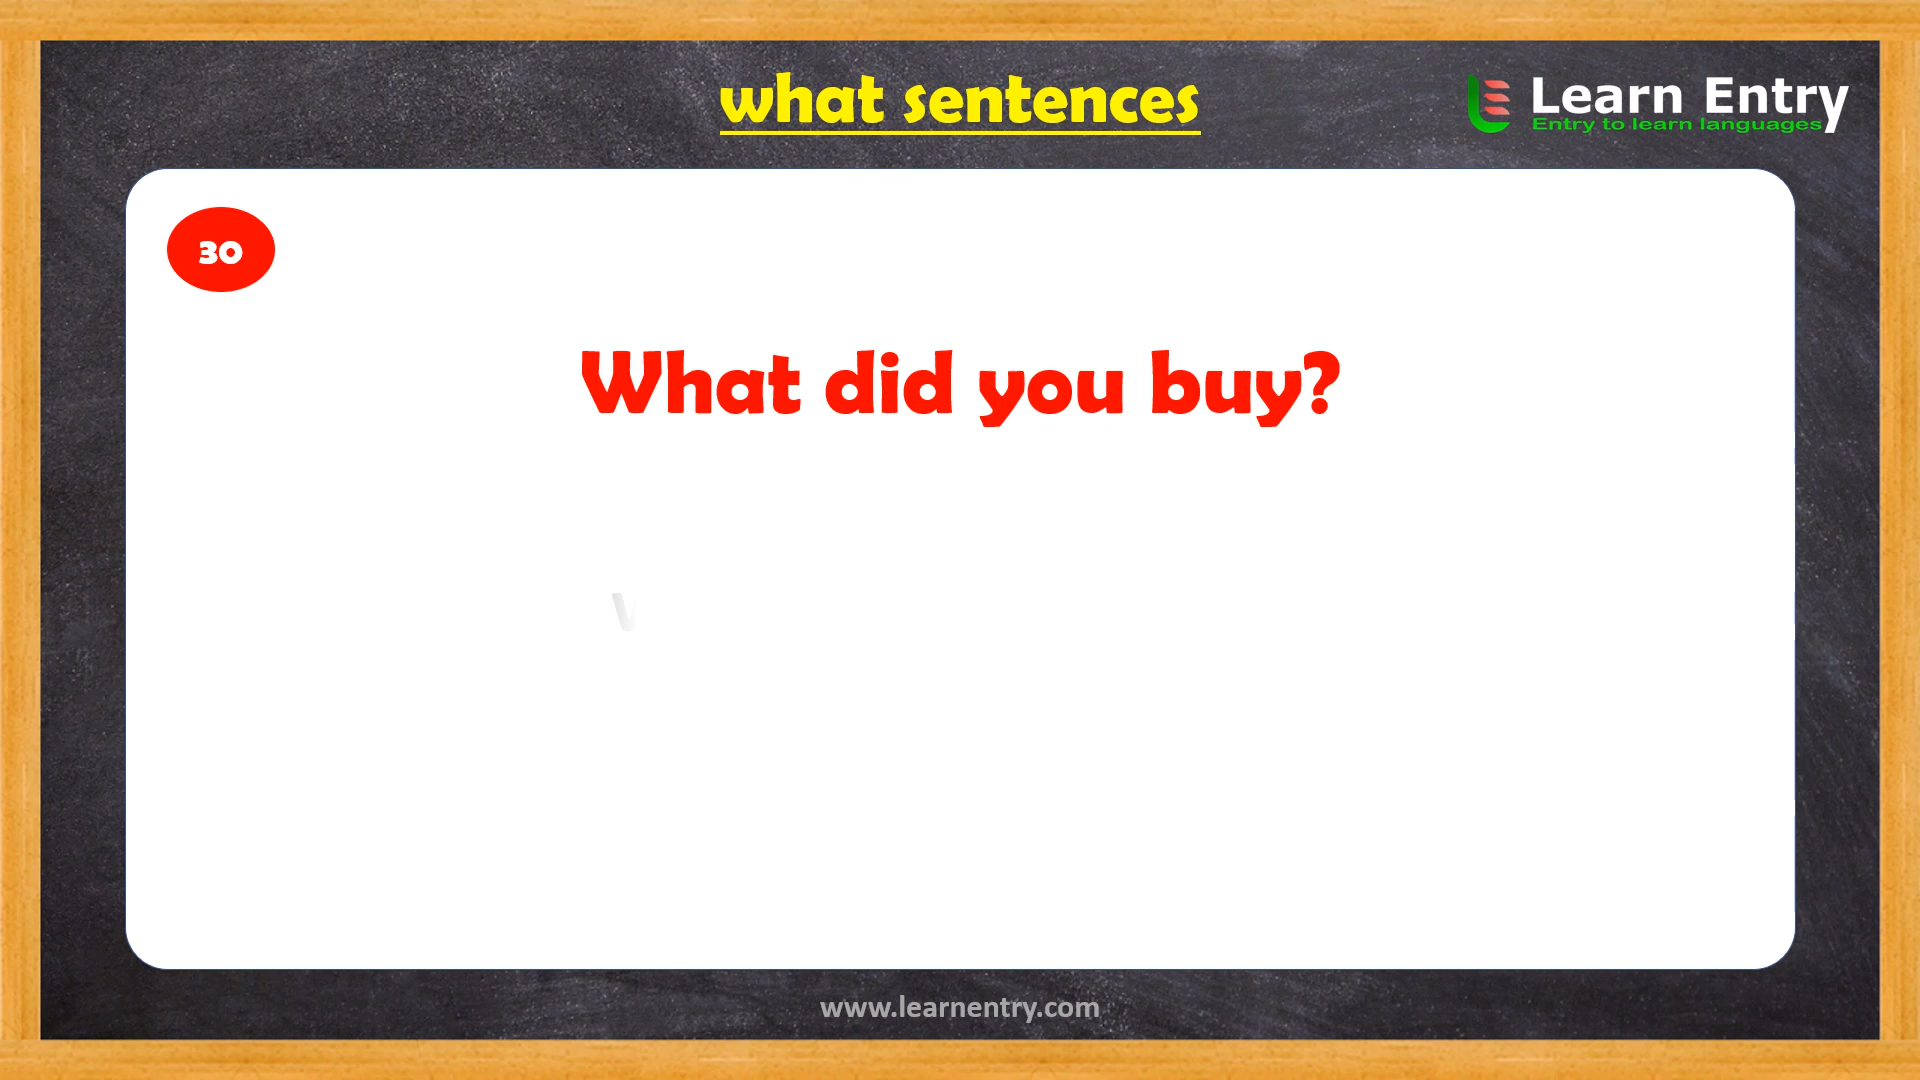 what sentences
Learn Entry
Entry to learn languages
30
What did you buy?
www.learnentry.com